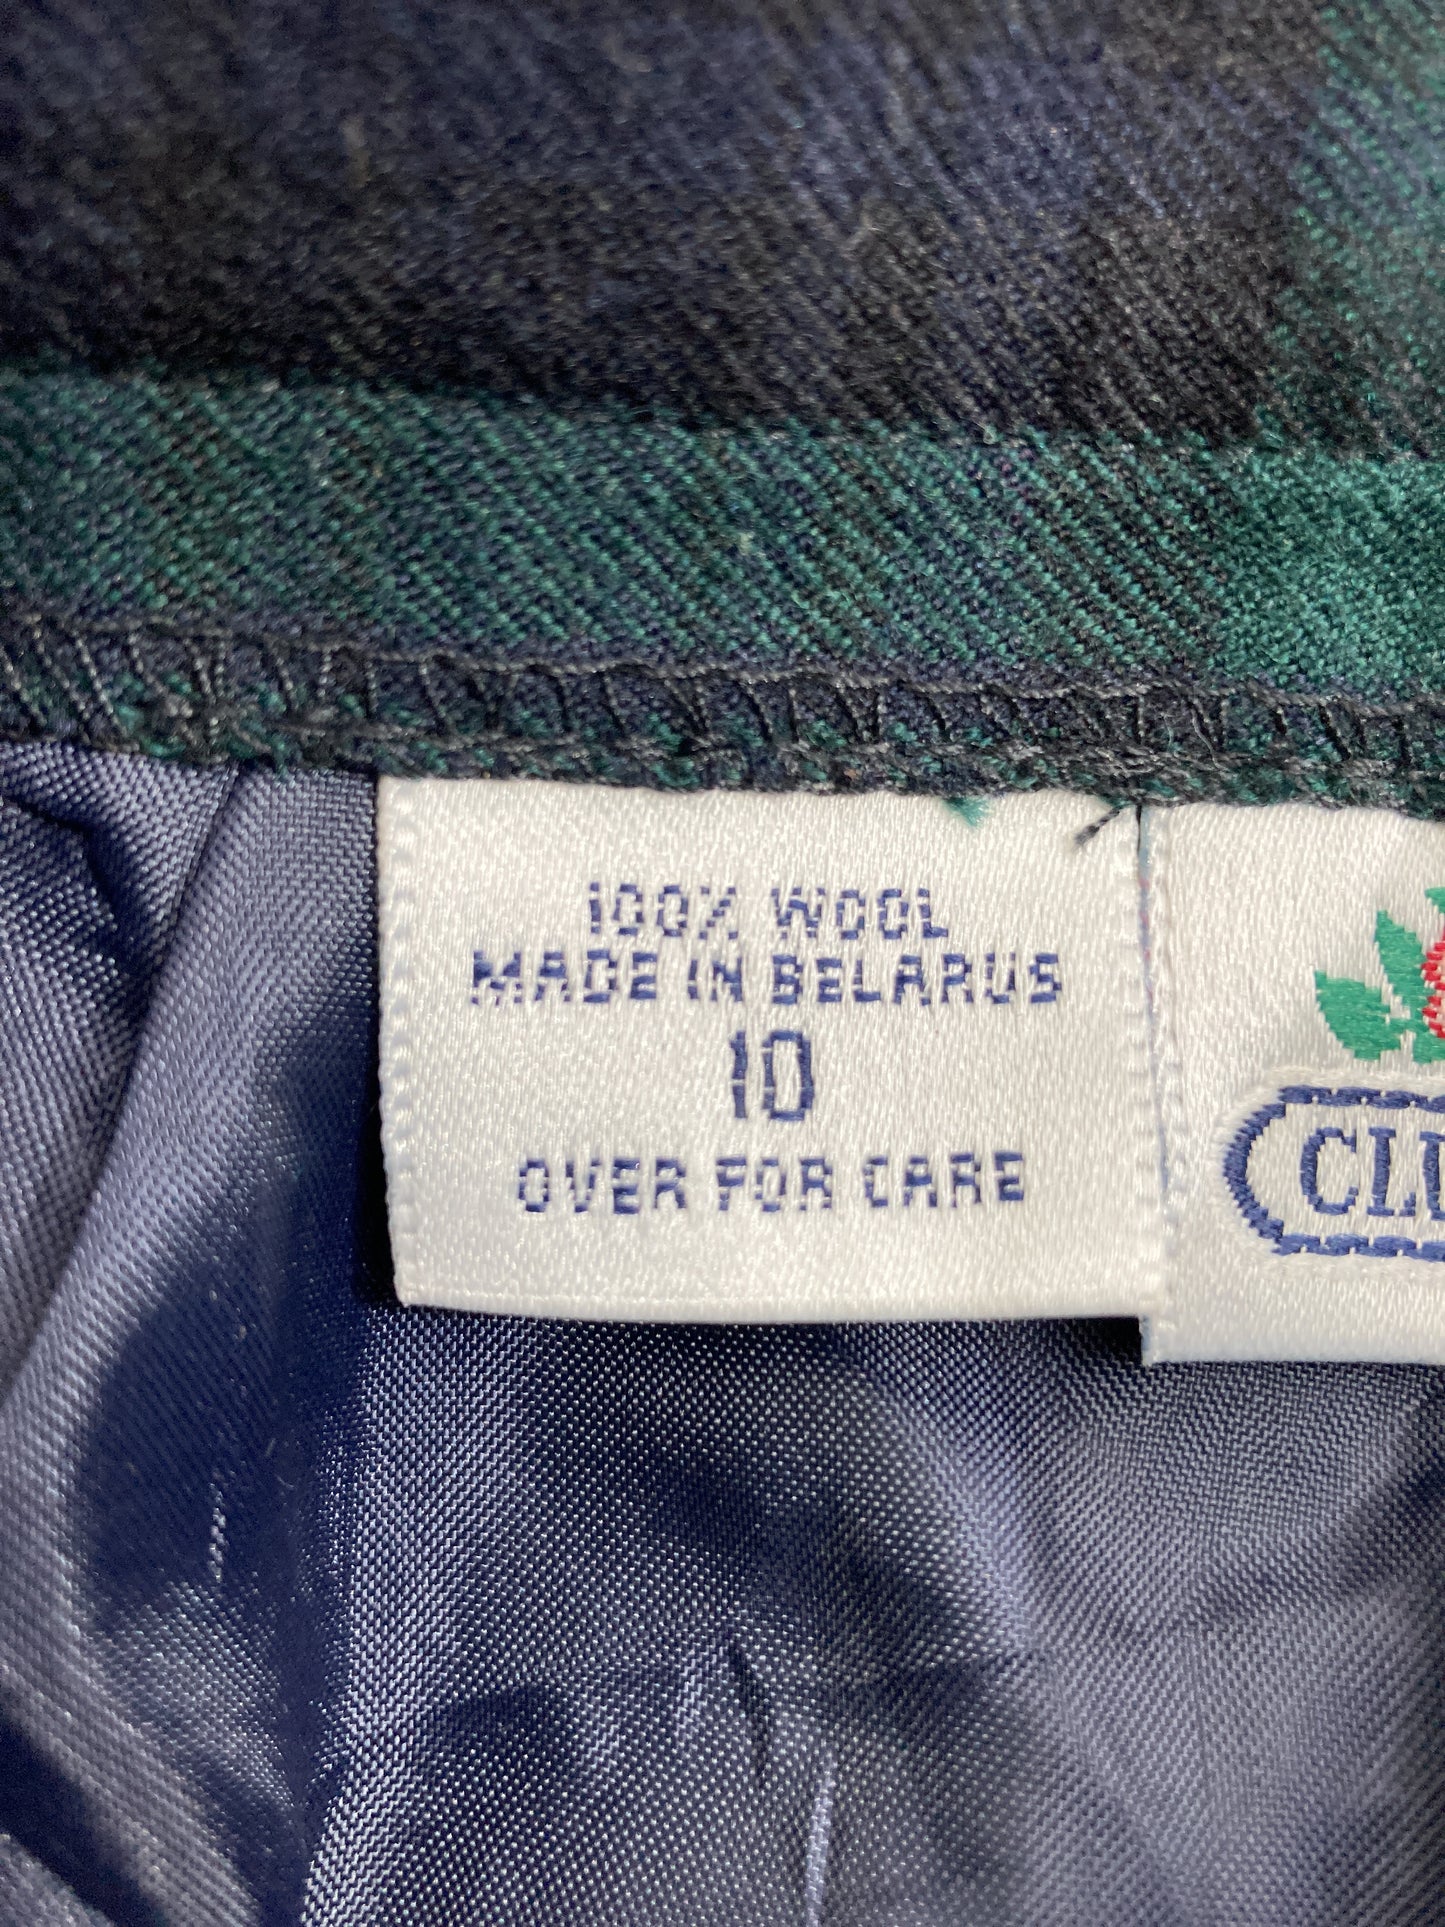 100% WOOL
MADE IN BELARUS
10
OVER FOR CARE